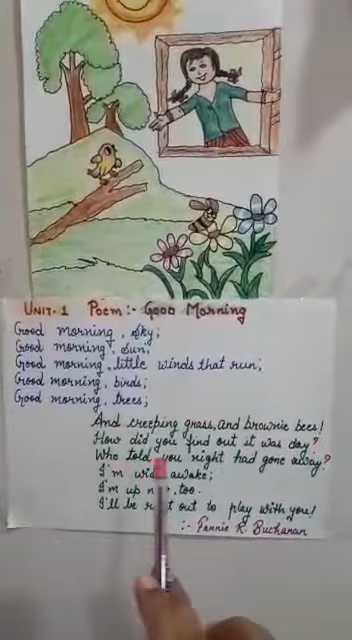 UNIT-1 Poem:- Good Morning
Good morning, Sky;
Good morning, Sun;
Good morning, little winds that run;
Good morning, birds;
Good morning, trees;
And creeping grass, and brownie bees!
How did you find out it was day?
Who told you night had gone away?
I'm wide awake;
I'm up too.
I'll be out to play with you!
:- Fannie R. Buchanan